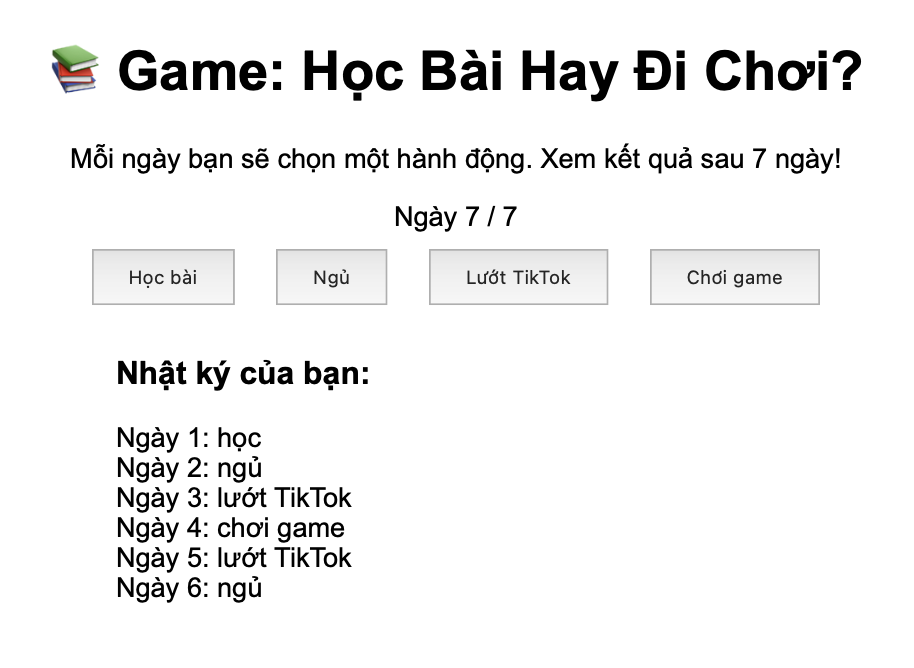 Game: Học Bài Hay Đi Chơi?
Mỗi ngày bạn sẽ chọn một hành động. Xem kết quả sau 7 ngày!
Ngày 7 / 7
Học bài Ngủ Lướt TikTok Chơi game
Nhật ký của bạn:
Ngày 1: học
Ngày 2: ngủ
Ngày 3: lướt TikTok
Ngày 4: chơi game
Ngày 5: lướt TikTok
Ngày 6: ngủ